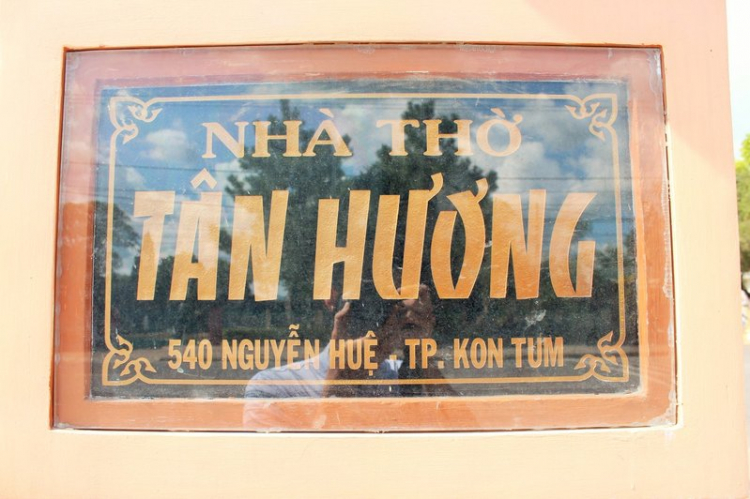 NHÀ THỜ
TÂN HƯƠNG
540 NGUYỄN HUỆ . TP. KON TUM